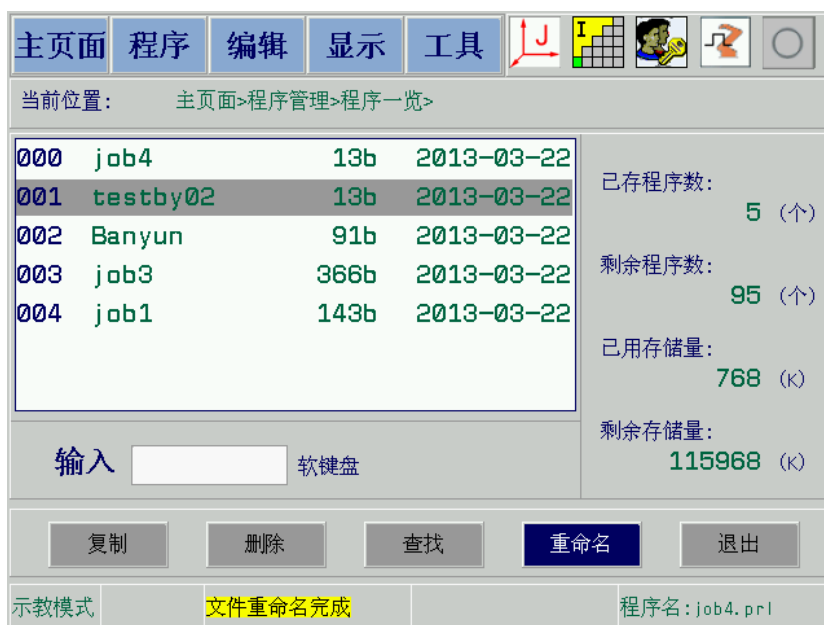 主页面 程序 编辑 显示 工具 J I
当前位置: 主页面>程序管理>程序一览>
000 job4 13b 2013-03-22
001 testby02 13b 2013-03-22
002 Banyun 91b 2013-03-22
003 job3 366b 2013-03-22
004 job1 143b 2013-03-22
已存程序数:
5 (个)
剩余程序数:
95 (个)
已用存储量:
768 (K)
剩余存储量:
115968 (K)
输入 软键盘
复制 删除 查找 重命名 退出
示教模式 文件重命名完成 程序名:job4.prl